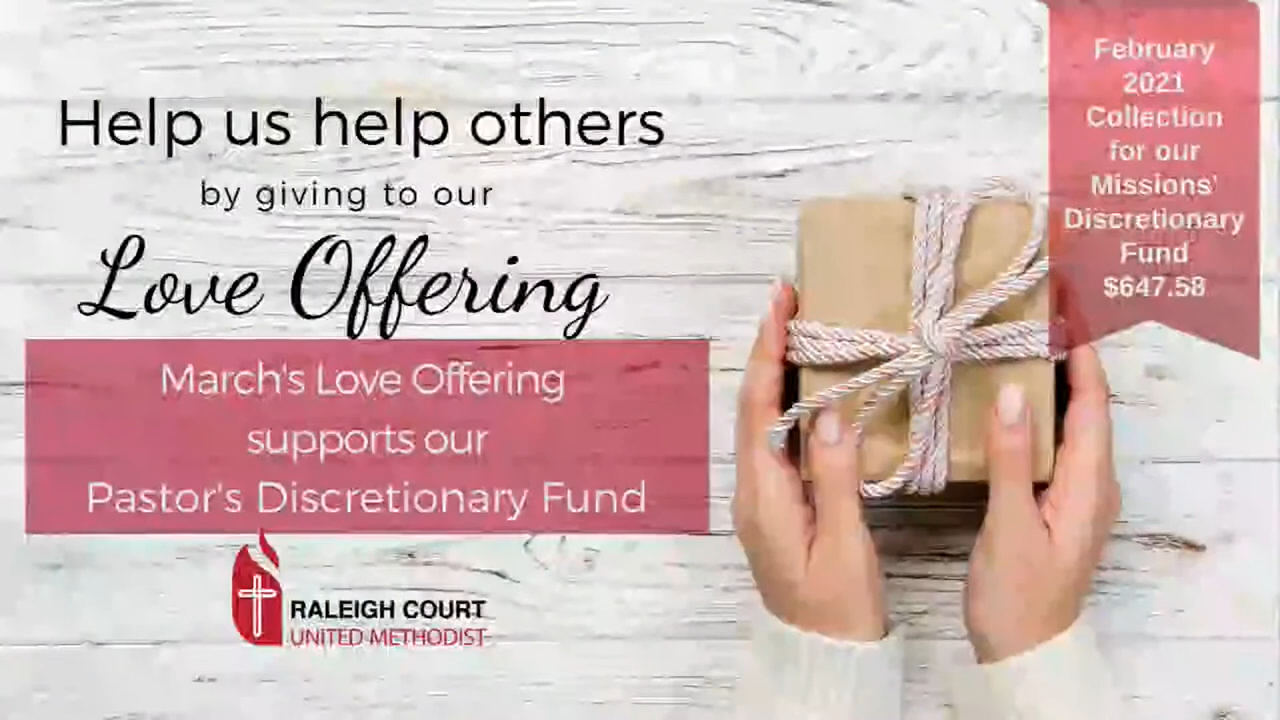 Help us help others
by giving to our
Love Offering
March's Love Offering
supports our
Pastor's Discretionary Fund
RALEIGH COURT
UNITED METHODIST
February
2021
Collection
for our
Missions'
Discretionary
Fund
$647.58